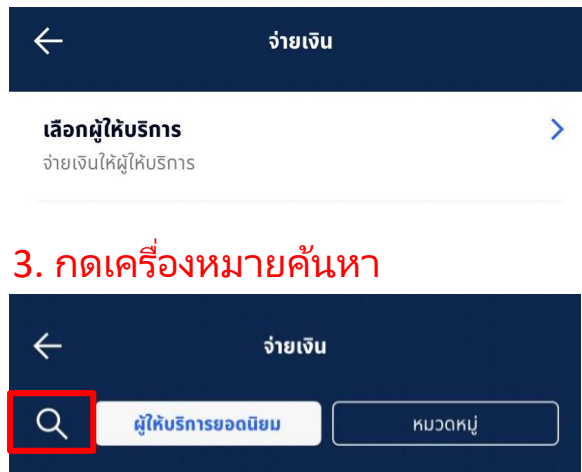 จ่ายเงิน
เลือกผู้ให้บริการ
จ่ายเงินให้ผู้ให้บริการ
3. กดเครื่องหมายค้นหา
จ่ายเงิน
ผู้ให้บริการยอดนิยม หมวดหมู่